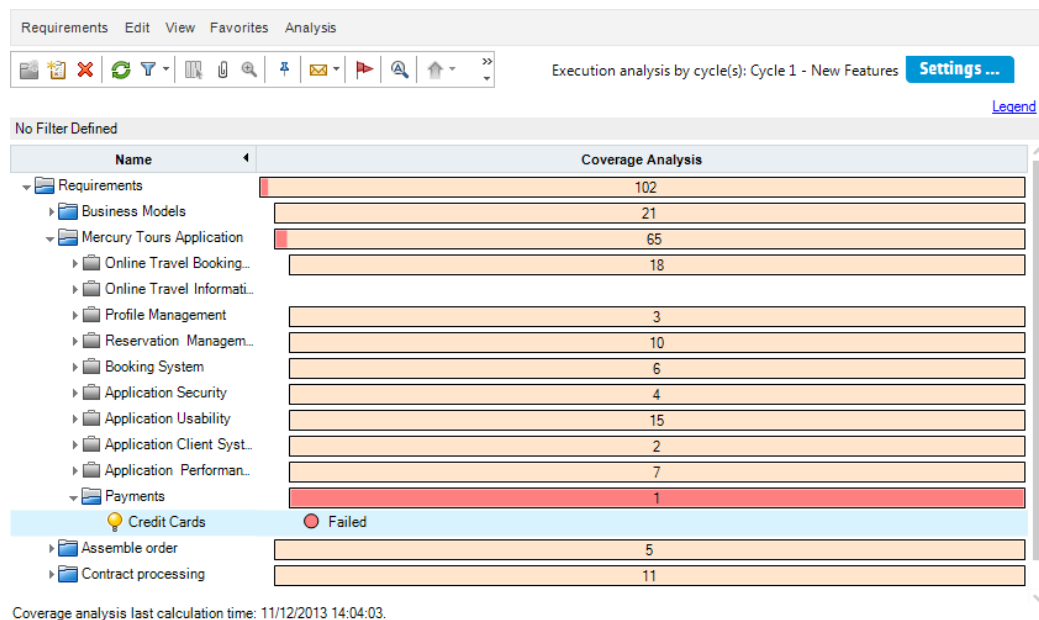 Requirements Edit View Favorites Analysis
Execution analysis by cycle(s): Cycle 1 - New Features Settings ...
Legend
No Filter Defined
Name Coverage Analysis
Requirements 102
Business Models 21
Mercury Tours Application 65
Online Travel Booking... 18
Online Travel Informati...
Profile Management 3
Reservation Managem... 10
Booking System 6
Application Security 4
Application Usability 15
Application Client Syst... 2
Application Performan... 7
Payments 1
Credit Cards Failed
Assemble order 5
Contract processing 11
Coverage analysis last calculation time: 11/12/2013 14:04:03.